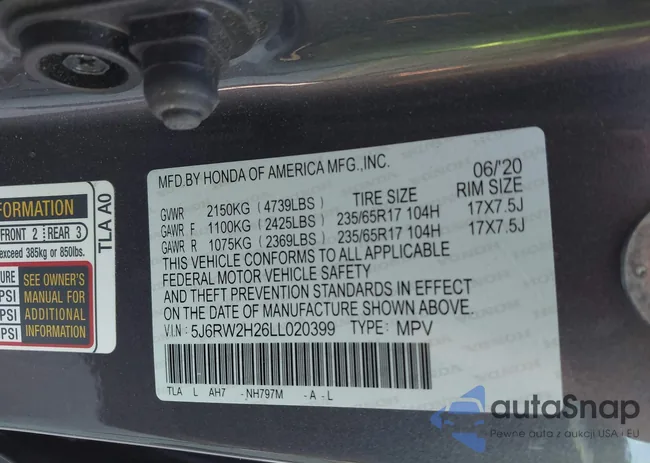 FORMATION
FRONT 2 REAR 3
exceed 385kg or 850lbs.
TLA A0
SEE OWNER'S
MANUAL FOR
ADDITIONAL
INFORMATION
PSI
PSI
PSI
MFD.BY HONDA OF AMERICA MFG.,INC. 06/'20
TIRE SIZE RIM SIZE
GVWR 2150KG (4739LBS)
GAWR F 1100KG (2425LBS) 235/65R17 104H 17X7.5J
GAWR R 1075KG (2369LBS) 235/65R17 104H 17X7.5J
THIS VEHICLE CONFORMS TO ALL APPLICABLE
FEDERAL MOTOR VEHICLE SAFETY
AND THEFT PREVENTION STANDARDS IN EFFECT
ON THE DATE OF MANUFACTURE SHOWN ABOVE.
VIN: 5J6RW2H26LL020399 TYPE: MPV
TLA L AH7 -NH797M -A-L
autaSnap
Pewne auta z aukcji USA i EU